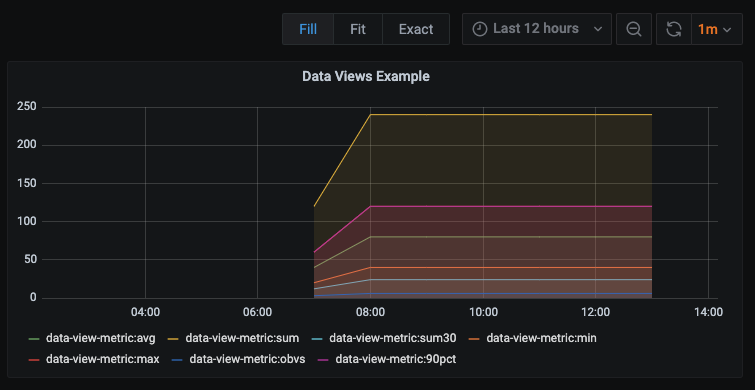 Fill Fit Exact Last 12 hours 1m
Data Views Example
250
200
150
100
50
0
04:00 06:00 08:00 10:00 12:00 14:00
data-view-metric:avg data-view-metric:sum data-view-metric:sum30 data-view-metric:min
data-view-metric:max data-view-metric:obvs data-view-metric:90pct